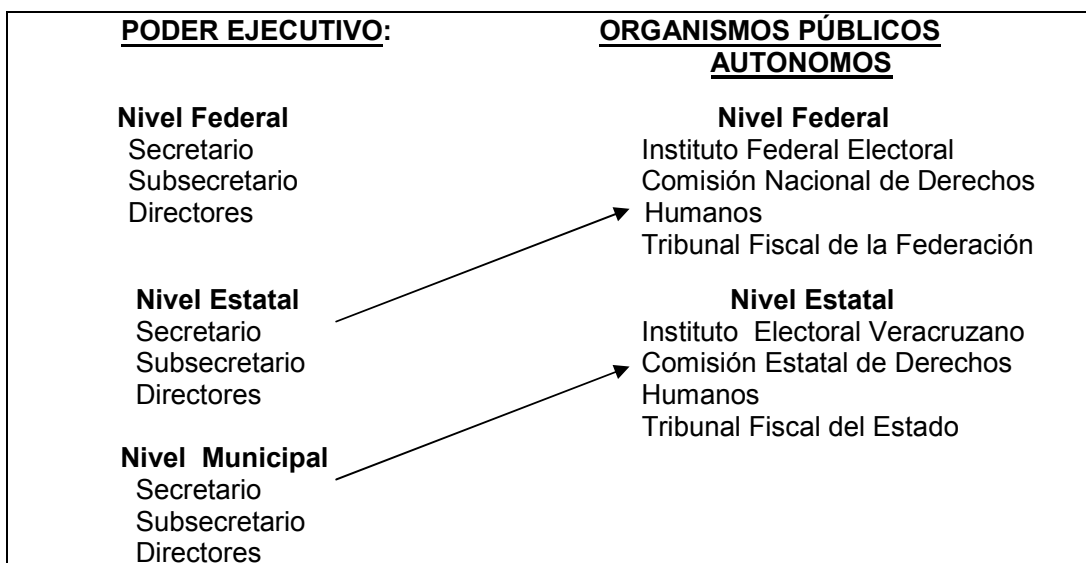 PODER EJECUTIVO:
Nivel Federal
Secretario
Subsecretario
Directores
Nivel Estatal
Secretario
Subsecretario
Directores
Nivel Municipal
Secretario
Subsecretario
Directores
ORGANISMOS PÚBLICOS
AUTONOMOS
Nivel Federal
Instituto Federal Electoral
Comisión Nacional de Derechos
Humanos
Tribunal Fiscal de la Federación
Nivel Estatal
Instituto Electoral Veracruzano
Comisión Estatal de Derechos
Humanos
Tribunal Fiscal del Estado